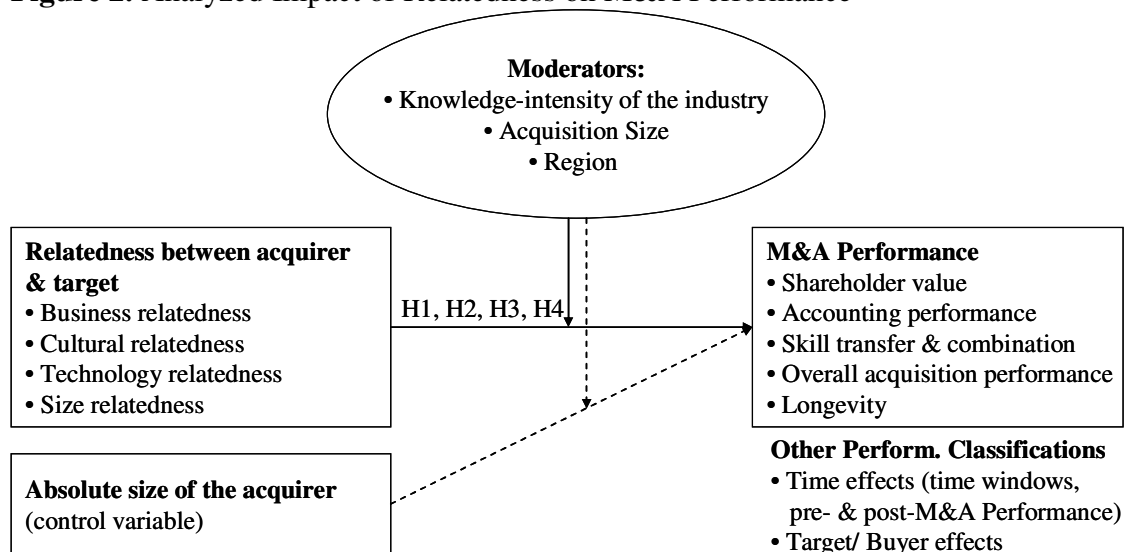 Figure 2. Analyzed Impact of Relatedness on M&A Performance
Moderators:
• Knowledge-intensity of the industry
• Acquisition Size
• Region
Relatedness between acquirer
& target
• Business relatedness
• Cultural relatedness
• Technology relatedness
• Size relatedness
H1, H2, H3, H4
M&A Performance
• Shareholder value
• Accounting performance
• Skill transfer & combination
• Overall acquisition performance
• Longevity
Absolute size of the acquirer
(control variable)
Other Perform. Classifications
• Time effects (time windows,
pre- & post-M&A Performance)
• Target/ Buyer effects